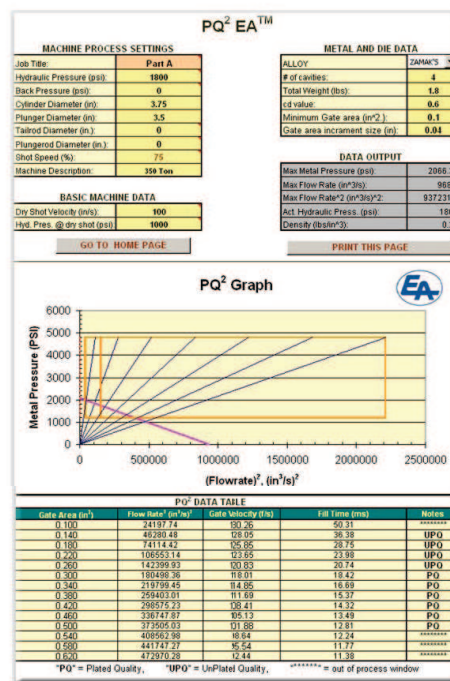 PQ² EA™
MACHINE PROCESS SETTINGS
Job Title: Part A
Hydraulic Pressure (psi): 1800
Back Pressure (psi): 0
Cylinder Diameter (in): 3.75
Plunger Diameter (in): 3.5
Tailrod Diameter (in.): 0
Plungerod Diameter (in.): 0
Shot Speed (%): 75
Machine Description: 350 Ton
BASIC MACHINE DATA
Dry Shot Velocity (in/s): 100
Hyd. Pres. @ dry shot (psi) 1000
GO TO HOME PAGE
METAL AND DIE DATA
ALLOY ZAMAK'S
# of cavities: 4
Total Weight (lbs): 1.8
cd value: 0.6
Minimum Gate area (in^2.): 0.1
Gate area incrament size (in): 0.04
DATA OUTPUT
Max Metal Pressure (psi): 2066.
Max Flow Rate (in^3/s): 968
Max Flow Rate^2 (in^3/s)^2: 937231
Act. Hydraulic Press. (psi): 180
Density (lbs/in^3): 0.
PRINT THIS PAGE
PQ² Graph
EA
Metal Pressure (PSI)
6000
5000
4000
3000
2000
1000
0
0 500000 1000000 1500000 2000000 2500000
(Flowrate)², (in³/s)²
PQ² DATA TABLE
Gate Area (in²) Flow Rate² (in³/s)² Gate Velocity (f/s) Fill Time (ms) Notes
0.100 24197.74 130.26 50.31 ********
0.140 46280.48 128.05 36.38 UPQ
0.180 74114.42 125.85 28.75 UPQ
0.220 106553.14 123.65 23.98 UPQ
0.260 142399.93 120.83 20.74 UPQ
0.300 180498.36 118.01 18.42 PQ
0.340 219799.45 114.85 16.69 PQ
0.380 259403.01 111.69 15.37 PQ
0.420 298575.23 108.41 14.32 PQ
0.460 336747.87 105.13 13.49 PQ
0.500 373505.03 101.88 12.81 PQ
0.540 408562.98 98.64 12.24 ********
0.580 441747.27 95.54 11.77 ********
0.620 472970.28 92.44 11.38 ********
"PQ" = Plated Quality, "UPQ" = UnPlatel Quality, "*******" = out of process window